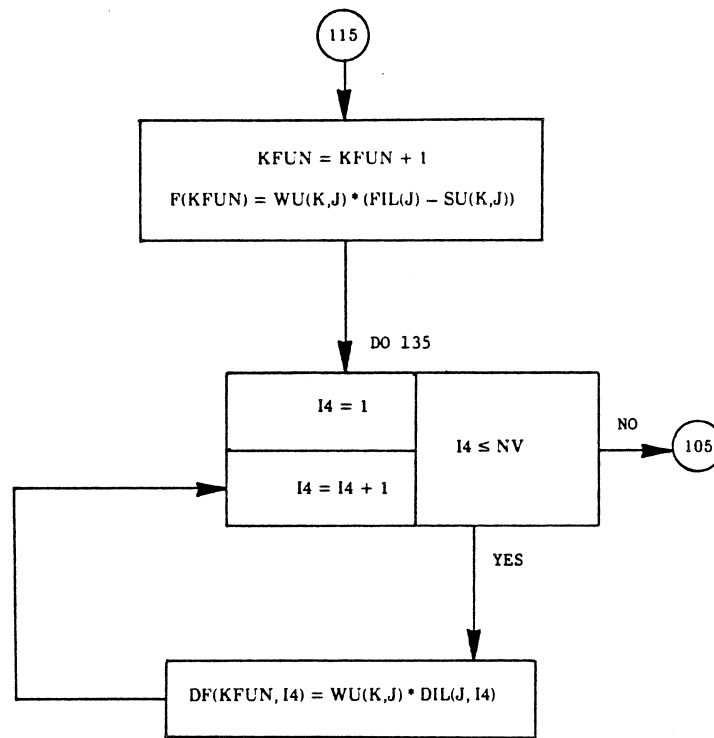 115
KFUN = KFUN + 1
F(KFUN) = WU(K,J) * (FIL(J) – SU(K,J))
DO 135
I4 = 1
I4 = I4 + 1
I4 ≤ NV
NO
105
YES
DF(KFUN, I4) = WU(K,J) * DIL(J, I4)